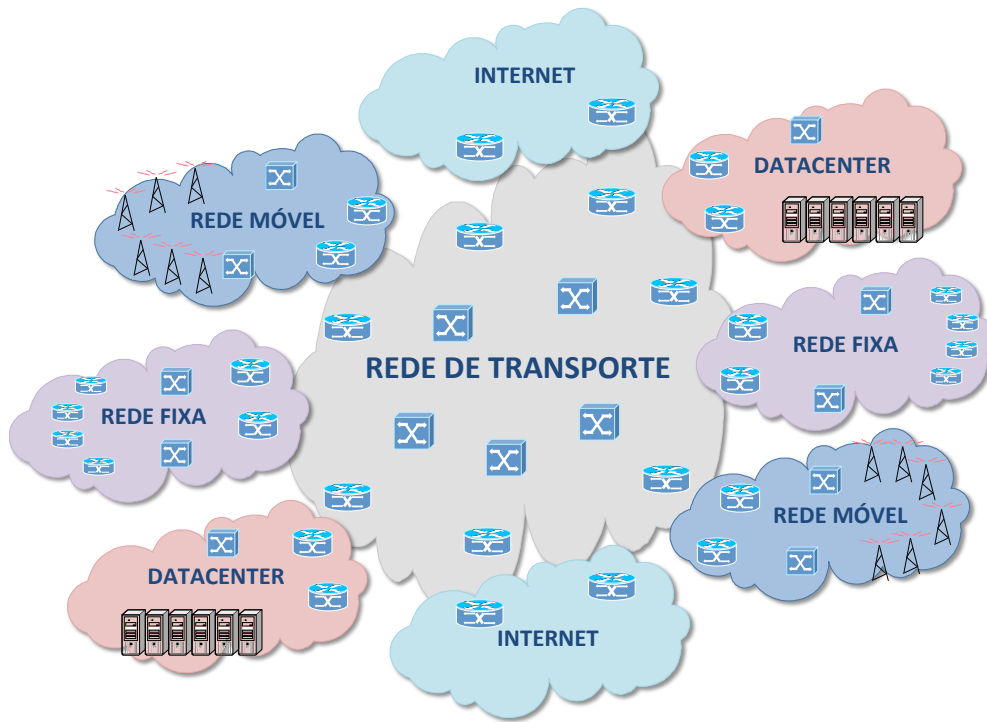 INTERNET
DATACENTER
REDE MÓVEL
REDE FIXA
REDE DE TRANSPORTE
REDE FIXA
REDE MÓVEL
DATACENTER
INTERNET